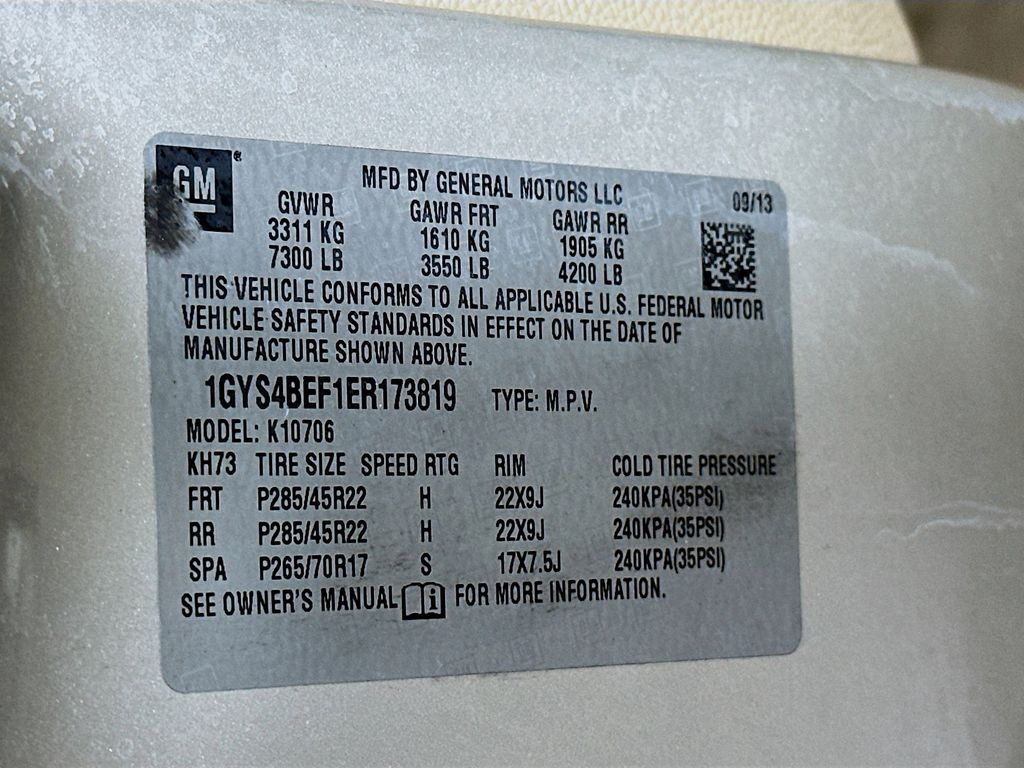 GM
MFD BY GENERAL MOTORS LLC 09/13
GVWR GAWR FRT GAWR RR
3311 KG 1610 KG 1905 KG
7300 LB 3550 LB 4200 LB
THIS VEHICLE CONFORMS TO ALL APPLICABLE U.S. FEDERAL MOTOR
VEHICLE SAFETY STANDARDS IN EFFECT ON THE DATE OF
MANUFACTURE SHOWN ABOVE.
1GYS4BEF1ER173819 TYPE: M.P.V.
MODEL: K10706
KH73 TIRE SIZE SPEED RTG RIM COLD TIRE PRESSURE
FRT P285/45R22 H 22X9J 240KPA(35PSI)
RR P285/45R22 H 22X9J 240KPA(35PSI)
SPA P265/70R17 S 17X7.5J 240KPA(35PSI)
SEE OWNER'S MANUAL i FOR MORE INFORMATION.